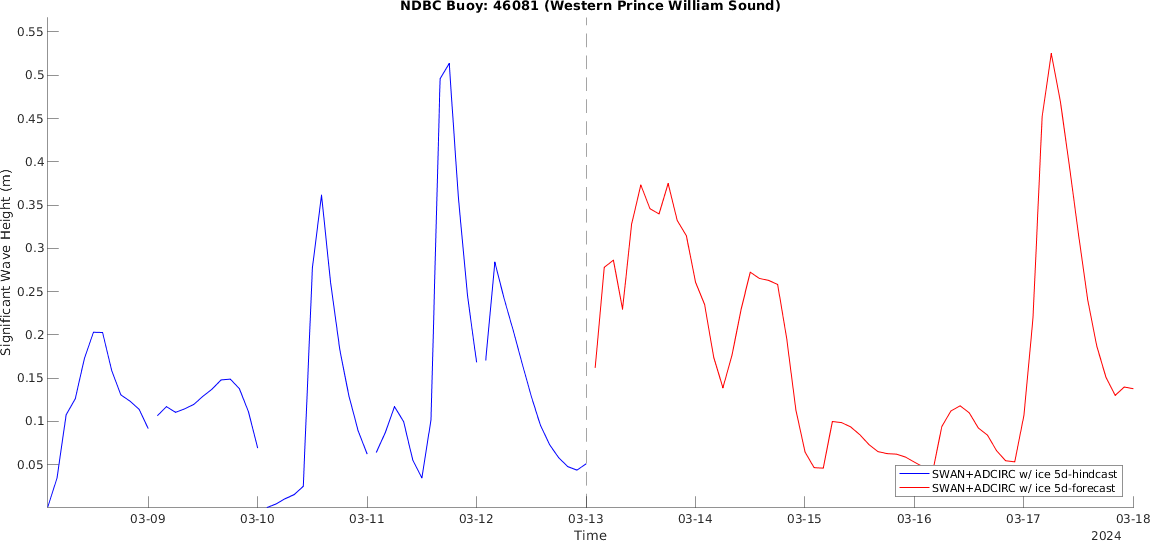 NDBC Buoy: 46081 (Western Prince William Sound)
0.55
0.5
0.45
0.4
0.35
0.3
0.25
0.2
0.15
0.1
0.05
Significant Wave Height (m)
SWAN+ADCIRC w/ ice 5d-hindcast
SWAN+ADCIRC w/ ice 5d-forecast
03-09 03-10 03-11 03-12 03-13 03-14 03-15 03-16 03-17 03-18
Time
2024